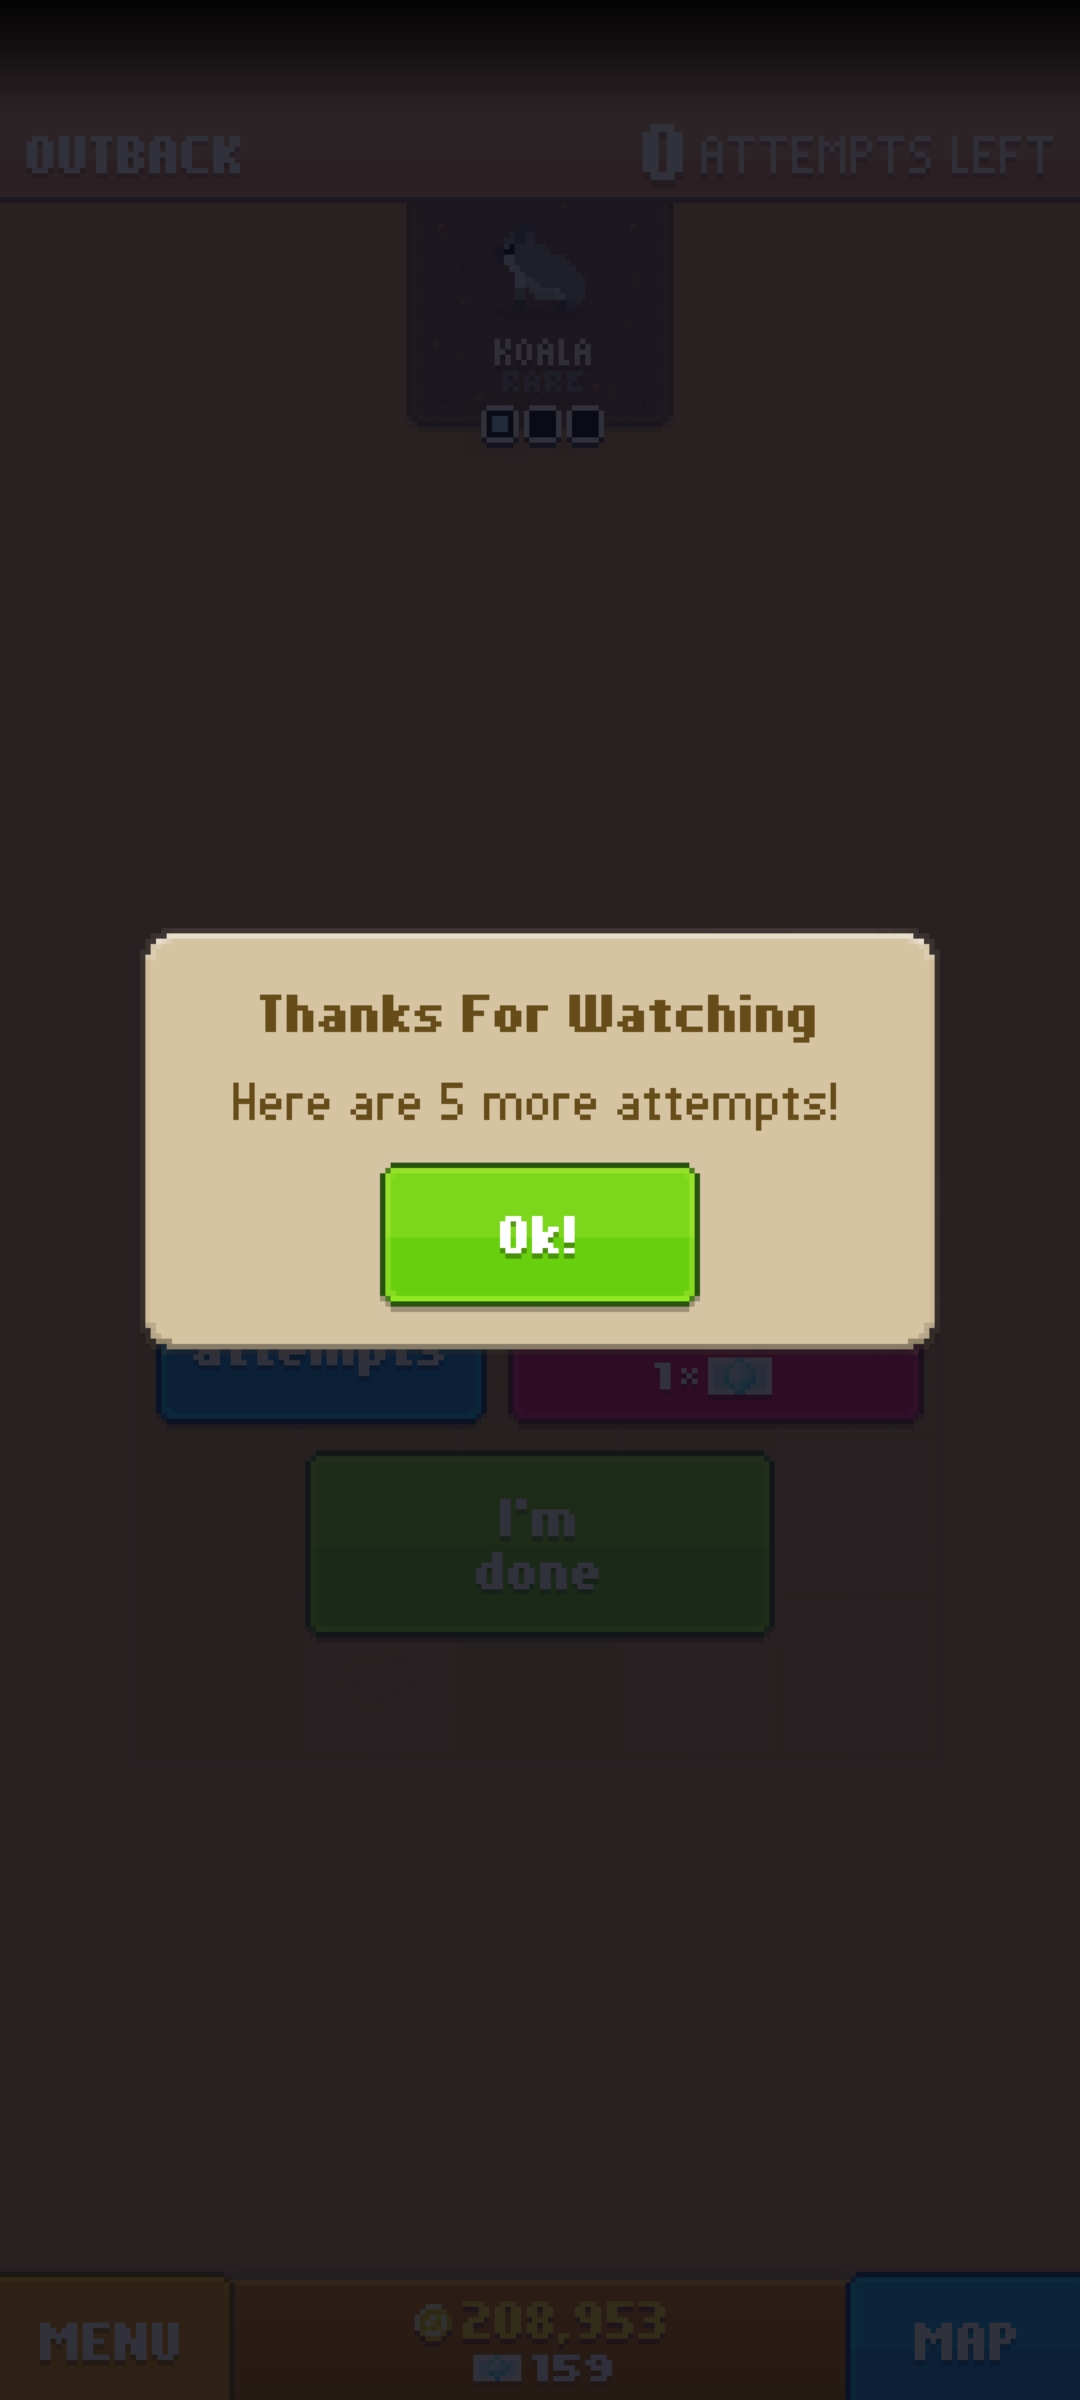 OUTBACK
0 ATTEMPTS LEFT
KOALA
RARE
Thanks For Watching
Here are 5 more attempts!
Ok!
attempts
1×
I'm
done
MENU
208,953
159
MAP